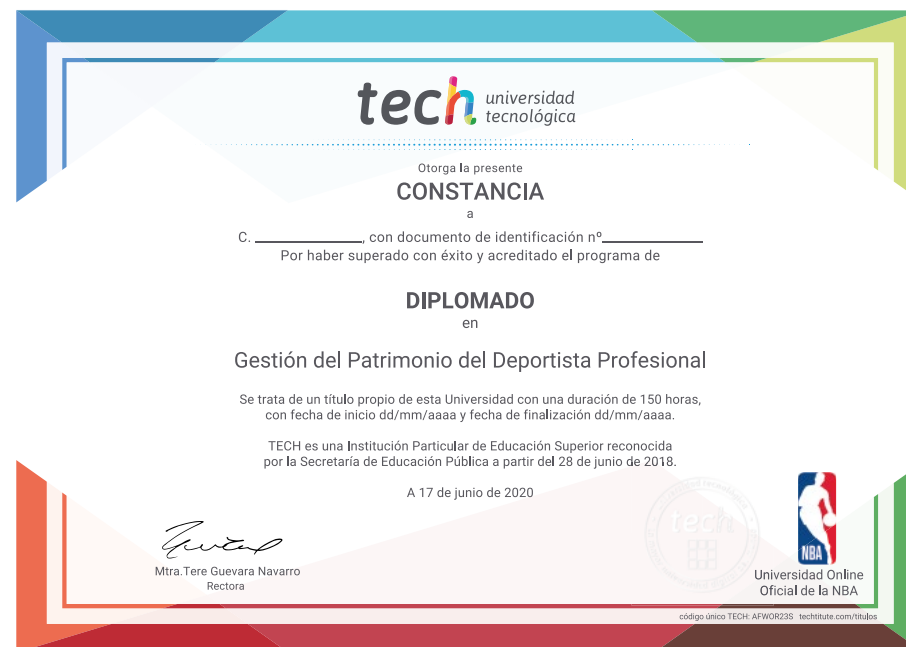 tech universidad
tecnológica
Otorga la presente
CONSTANCIA
a
C. ____________, con documento de identificación nº____________
Por haber superado con éxito y acreditado el programa de
DIPLOMADO
en
Gestión del Patrimonio del Deportista Profesional
Se trata de un título propio de esta Universidad con una duración de 150 horas,
con fecha de inicio dd/mm/aaaa y fecha de finalización dd/mm/aaaa.
TECH es una Institución Particular de Educación Superior reconocida
por la Secretaría de Educación Pública a partir del 28 de junio de 2018.
A 17 de junio de 2020
tech
NBA
Mtra.Tere Guevara Navarro
Rectora
Universidad Online
Oficial de la NBA
código único TECH: AFWOR23S techtitute.com/titulos